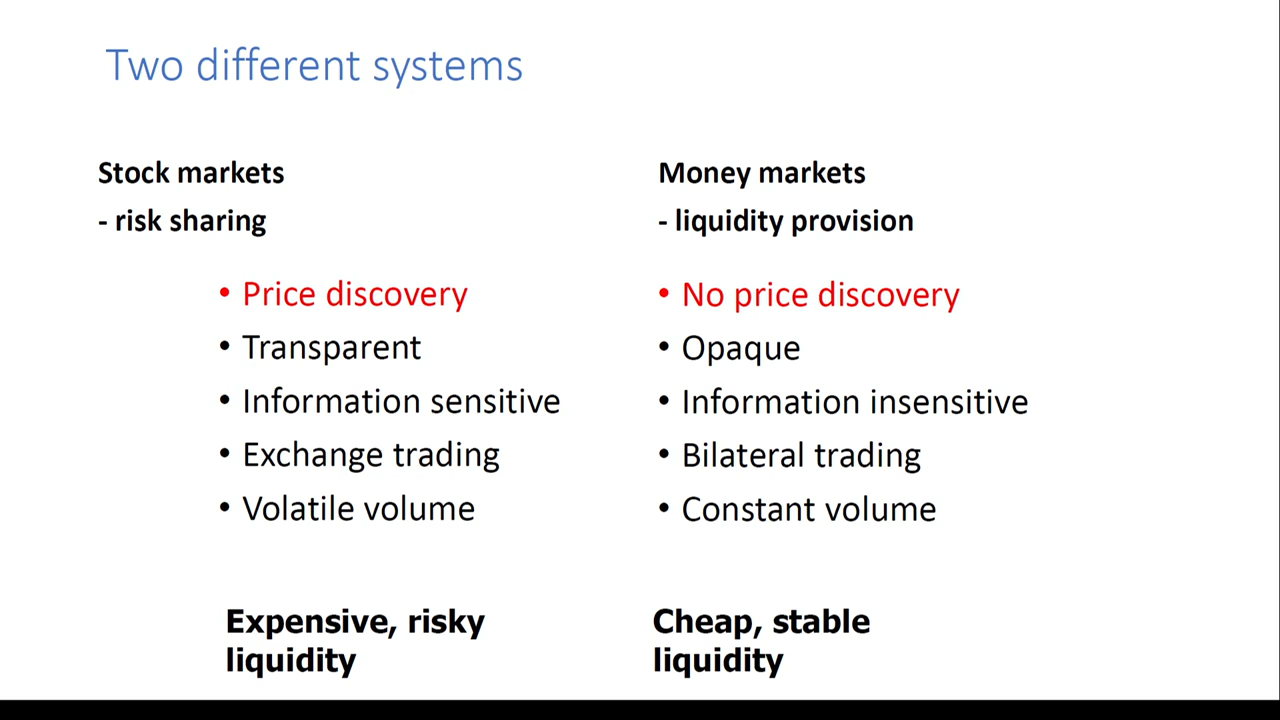 Two different systems
Stock markets
- risk sharing
• Price discovery
• Transparent
• Information sensitive
• Exchange trading
• Volatile volume
Expensive, risky
liquidity
Money markets
- liquidity provision
• No price discovery
• Opaque
• Information insensitive
• Bilateral trading
• Constant volume
Cheap, stable
liquidity